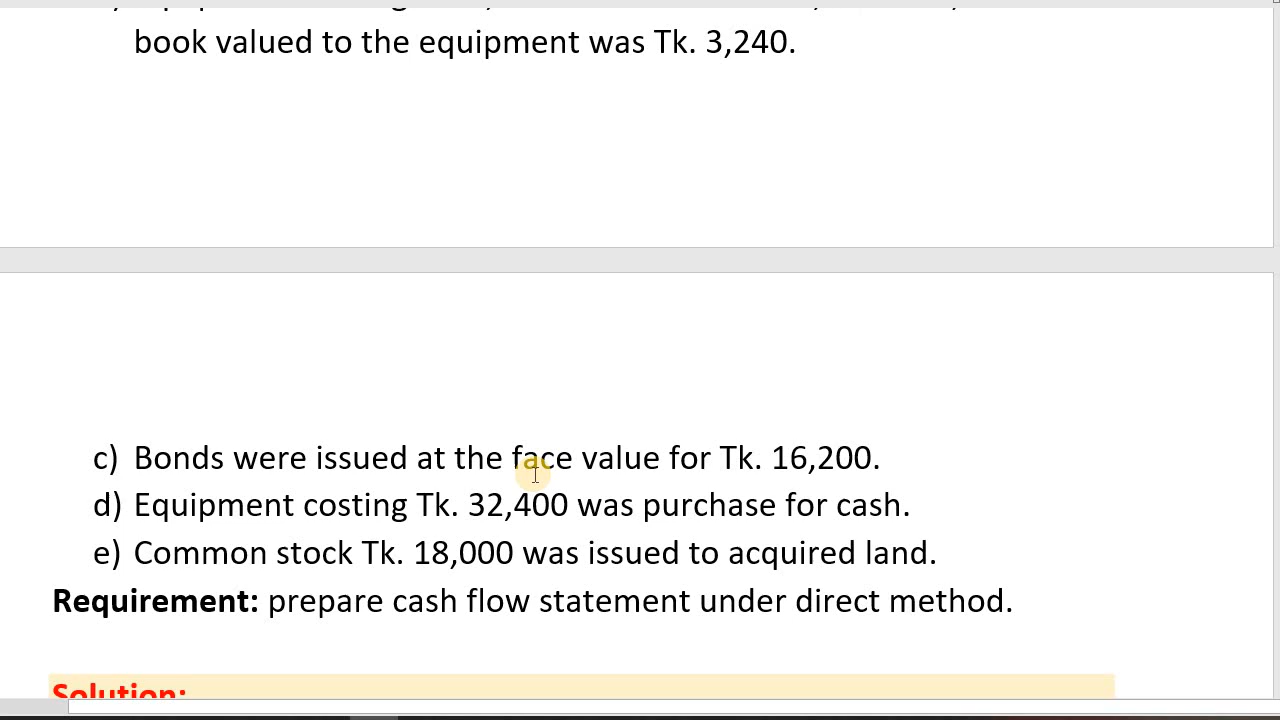 book valued to the equipment was Tk. 3,240.
c) Bonds were issued at the face value for Tk. 16,200.
d) Equipment costing Tk. 32,400 was purchase for cash.
e) Common stock Tk. 18,000 was issued to acquired land.
Requirement: prepare cash flow statement under direct method.
Solution: